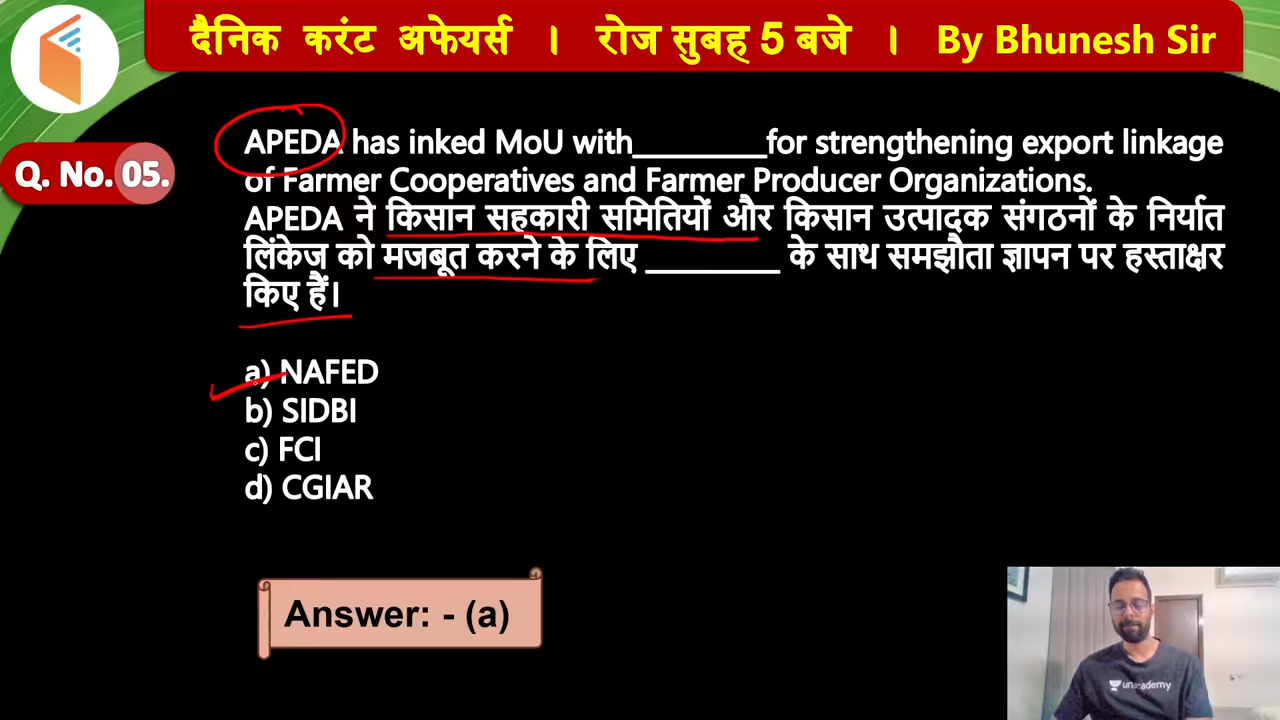 दैनिक करंट अफेयर्स । रोज सुबह 5 बजे । By Bhunesh Sir
Q. No. 05.
APEDA has inked MoU with_________for strengthening export linkage
of Farmer Cooperatives and Farmer Producer Organizations.
APEDA ने किसान सहकारी समितियों और किसान उत्पादक संगठनों के निर्यात
लिंकेज को मजबूत करने के लिए _________ के साथ समझौता ज्ञापन पर हस्ताक्षर
किए हैं।
a) NAFED
b) SIDBI
c) FCI
d) CGIAR
Answer: - (a)
unacademy